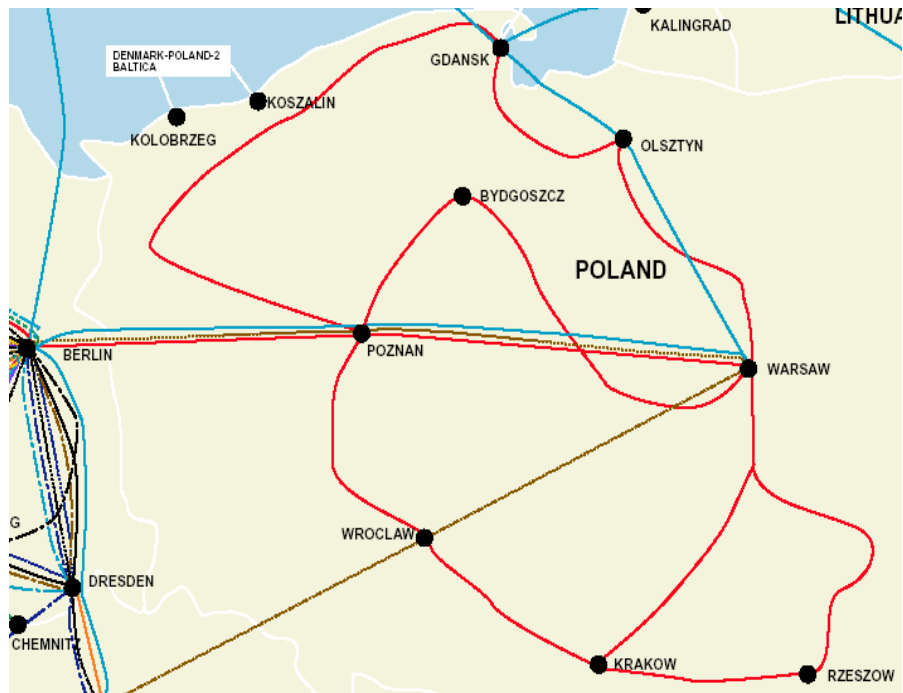 LITHUA
KALINGRAD
GDANSK
DENMARK-POLAND-2
BALTICA
KOSZALIN
KOLOBRZEG
OLSZTYN
BYDGOSZCZ
POLAND
BERLIN
POZNAN
WARSAW
G
WROCLAW
DRESDEN
CHEMNITZ
KRAKOW
RZESZOW